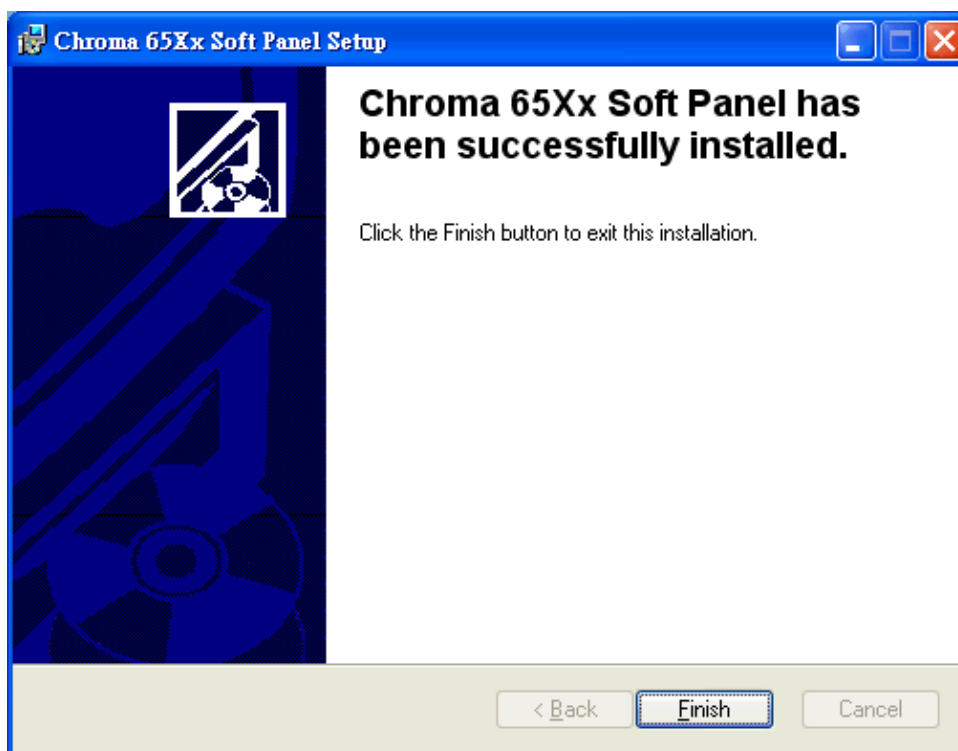 Chroma 65Xx Soft Panel Setup
Chroma 65Xx Soft Panel has
been successfully installed.
Click the Finish button to exit this installation.
< Back
Finish
Cancel